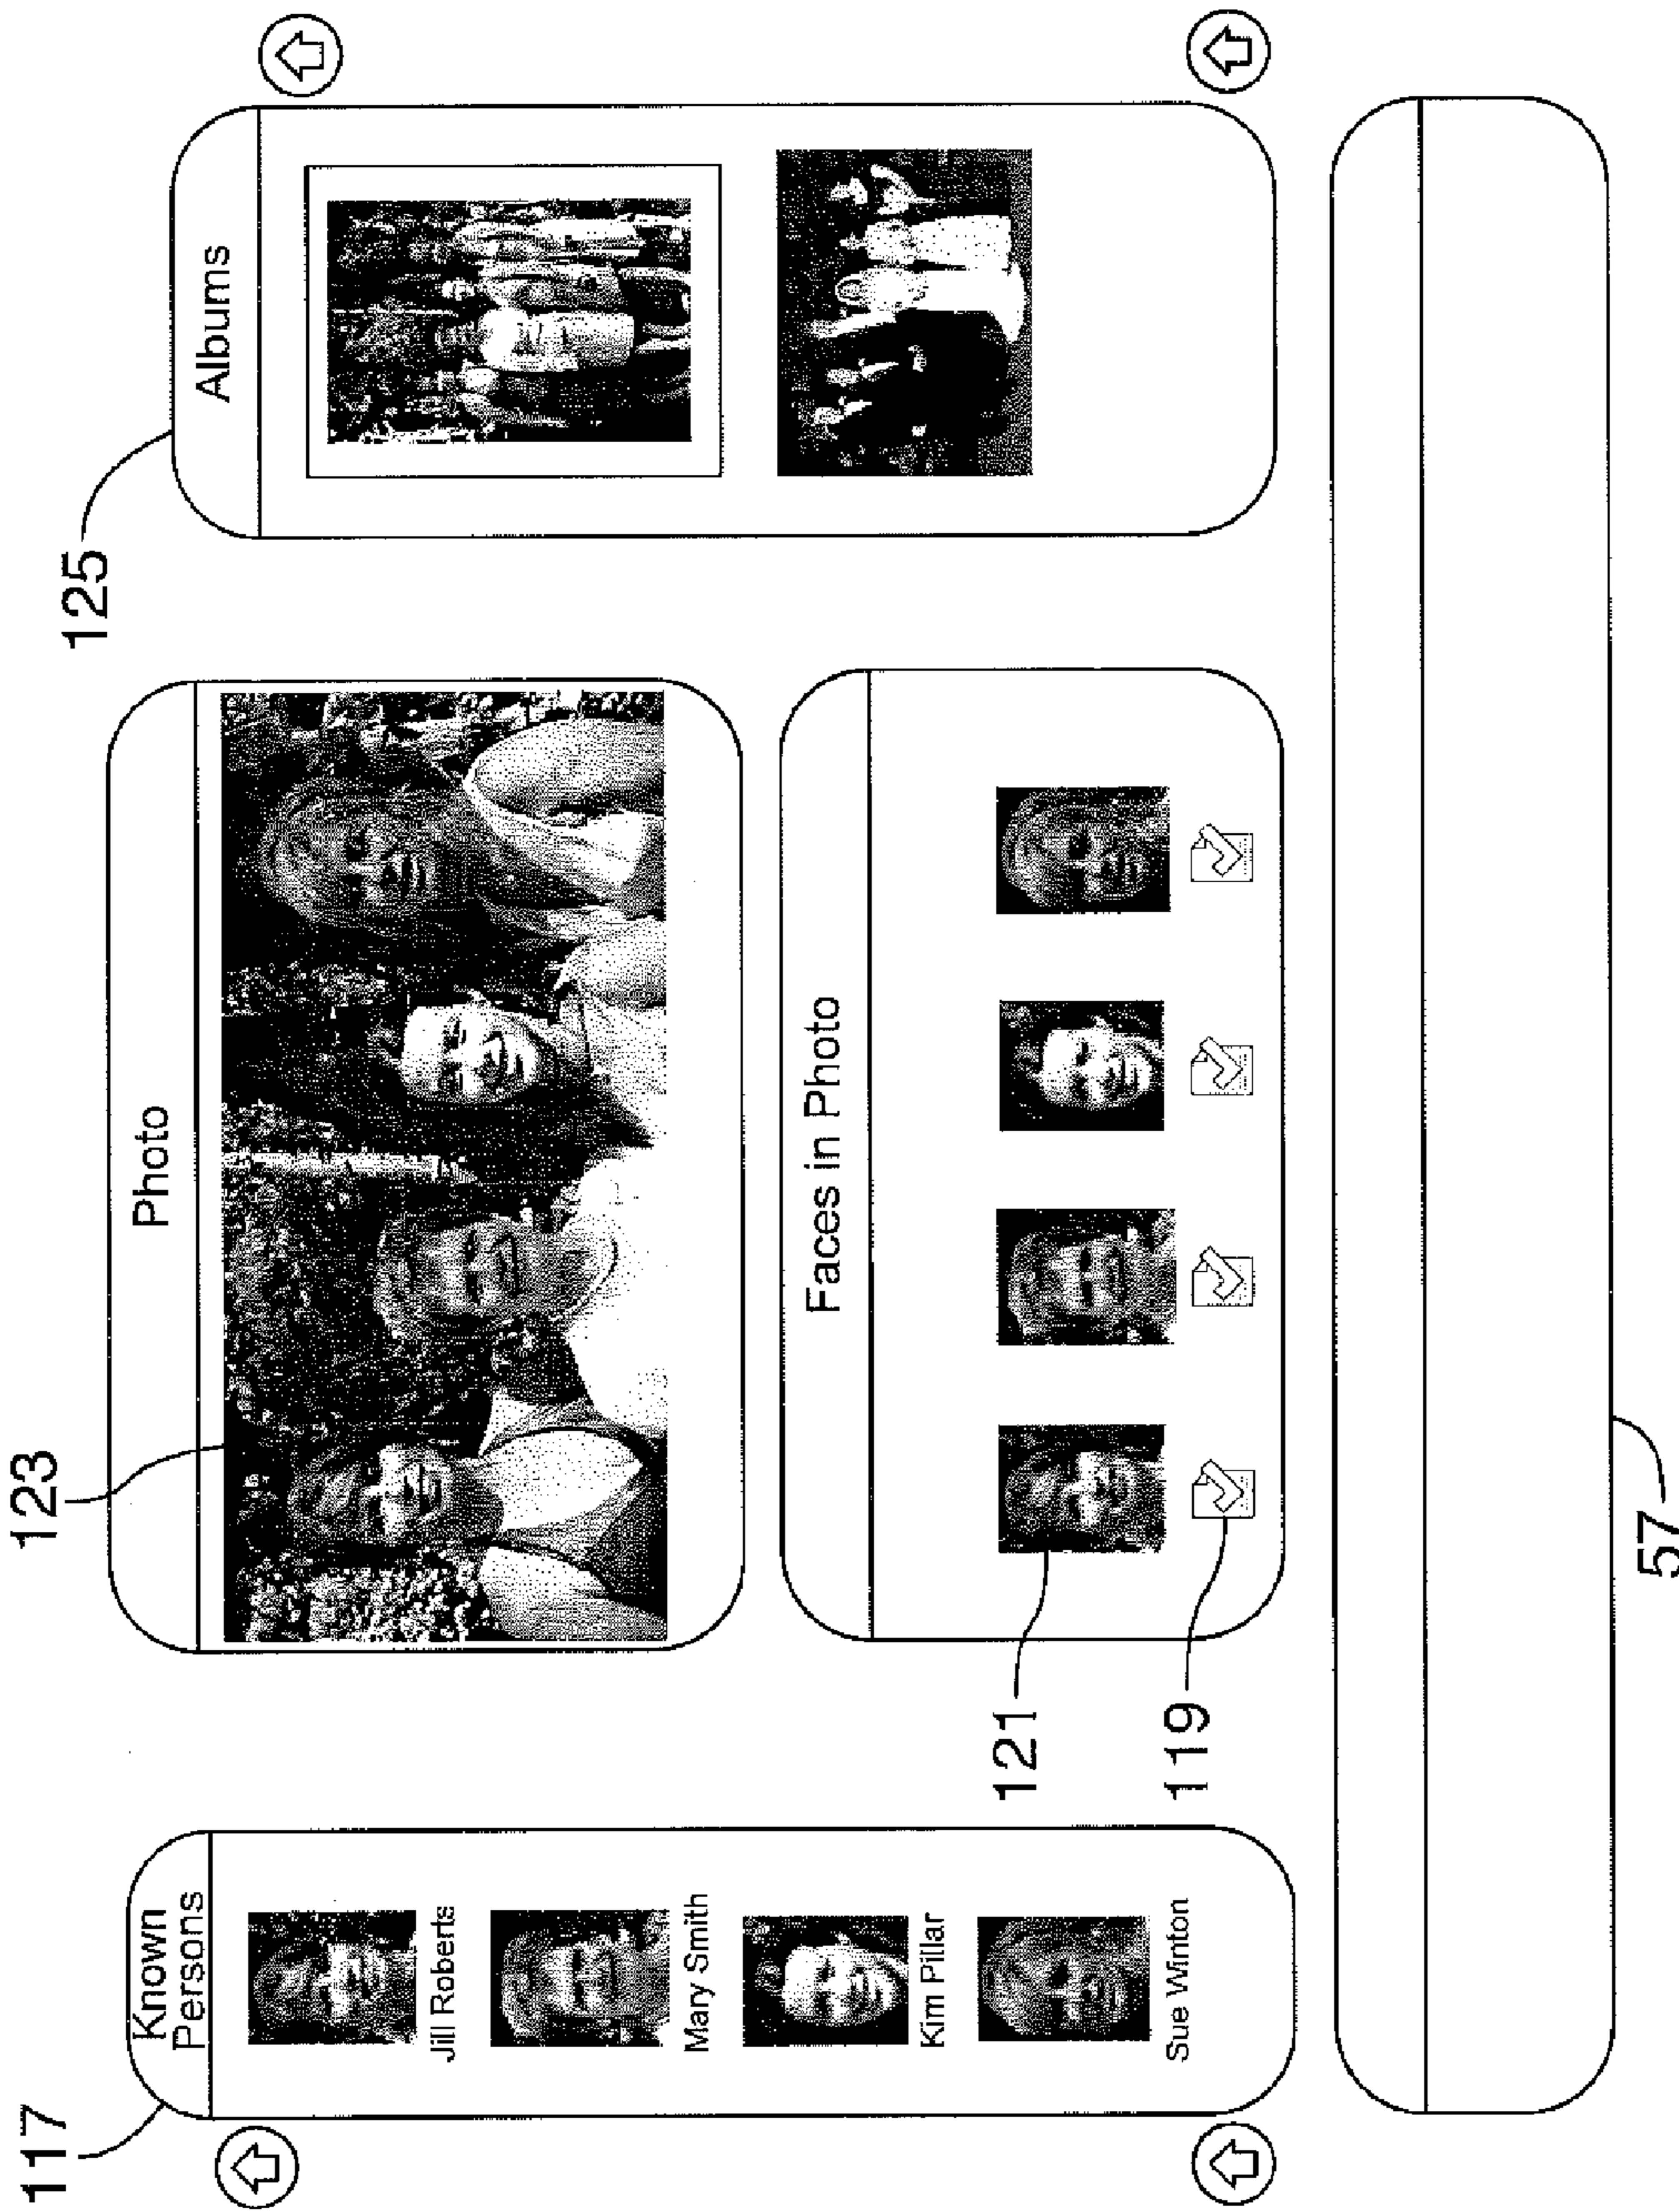 117
Known
Persons
Jill Roberts
Mary Smith
Kim Pillar
Sue Winton
123
Photo
Faces in Photo
121
119
125
Albums
57